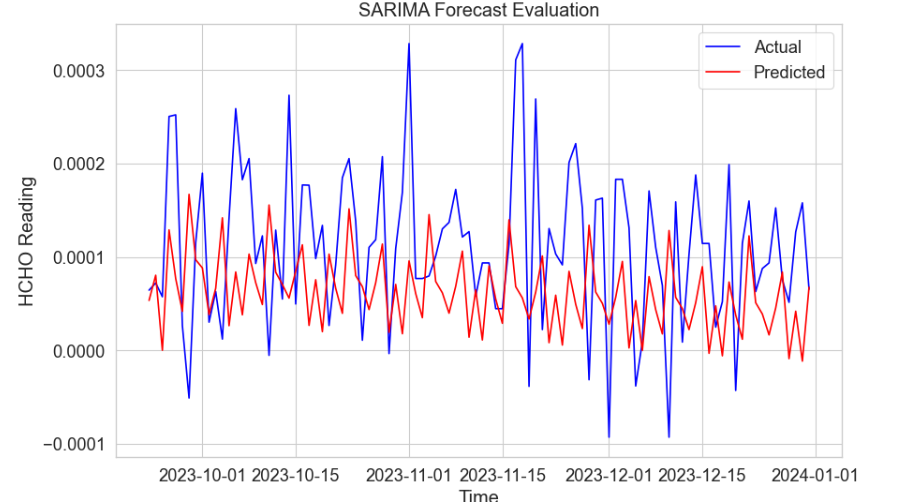 SARIMA Forecast Evaluation
Actual
Predicted
HCHO Reading
0.0003
0.0002
0.0001
0.0000
−0.0001
2023-10-01 2023-10-15 2023-11-01 2023-11-15 2023-12-01 2023-12-15 2024-01-01
Time